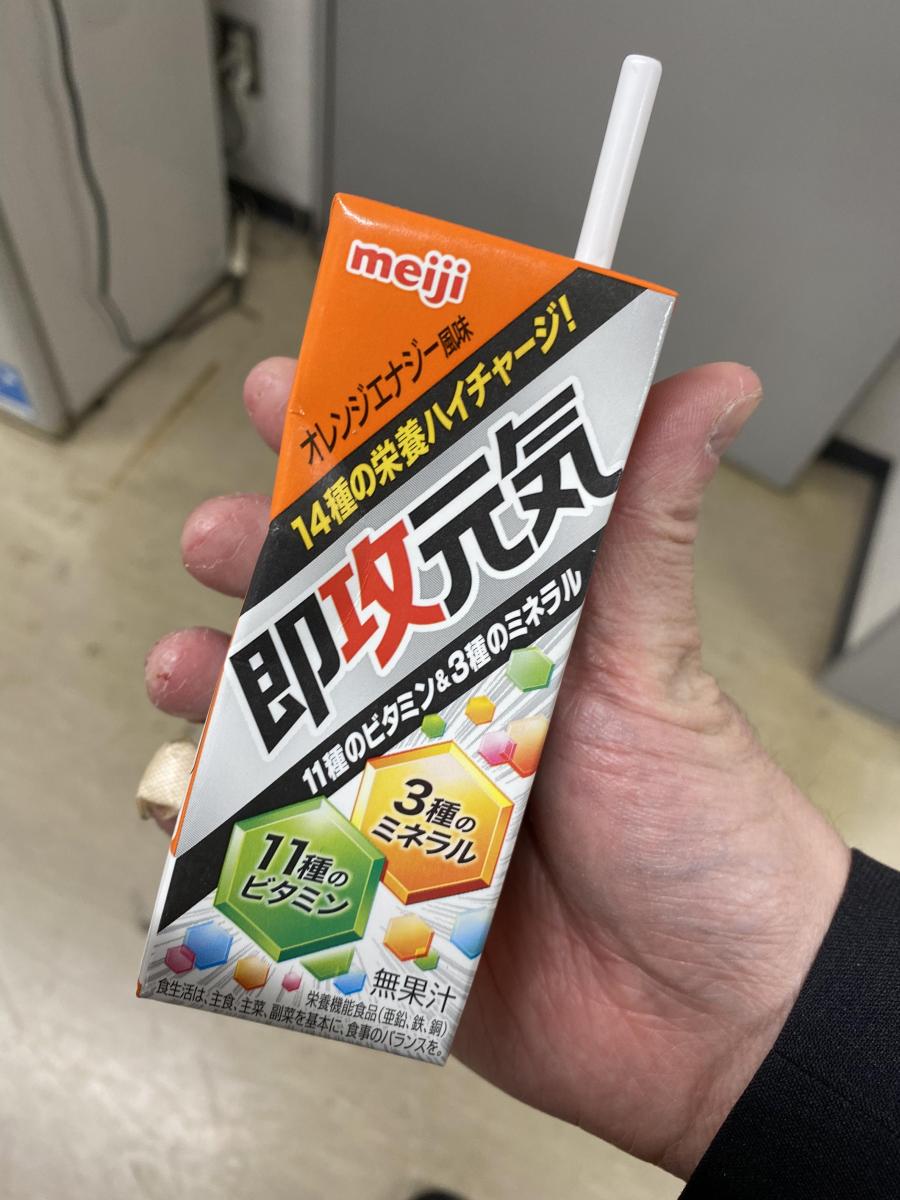 meiji
オレンジエナジー風味
14種の栄養ハイチャージ!
即攻元気
11種のビタミン&3種のミネラル
3種の
ミネラル
11種の
ビタミン
無果汁
栄養機能食品(亜鉛、鉄、銅)
食生活は、主食、主菜、副菜を基本に、食事のバランスを。